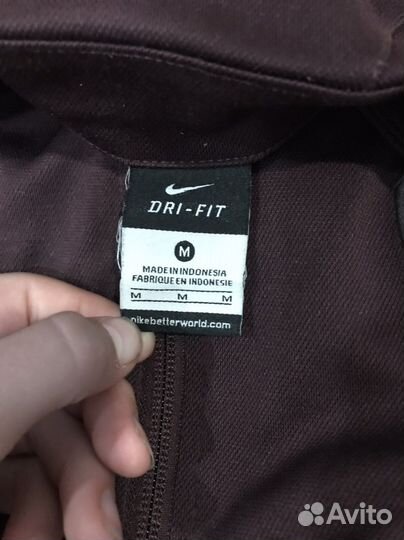 DRI-FIT
M
MADE IN INDONESIA
FABRIQUE EN INDONESIE
M M M
nikebetterworld.com
Avito